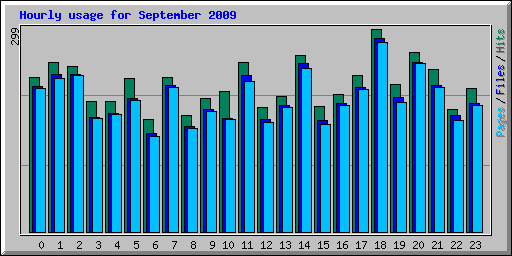 Hourly usage for September 2009
299
Pages / Files / Hits
0 1 2 3 4 5 6 7 8 9 10 11 12 13 14 15 16 17 18 19 20 21 22 23